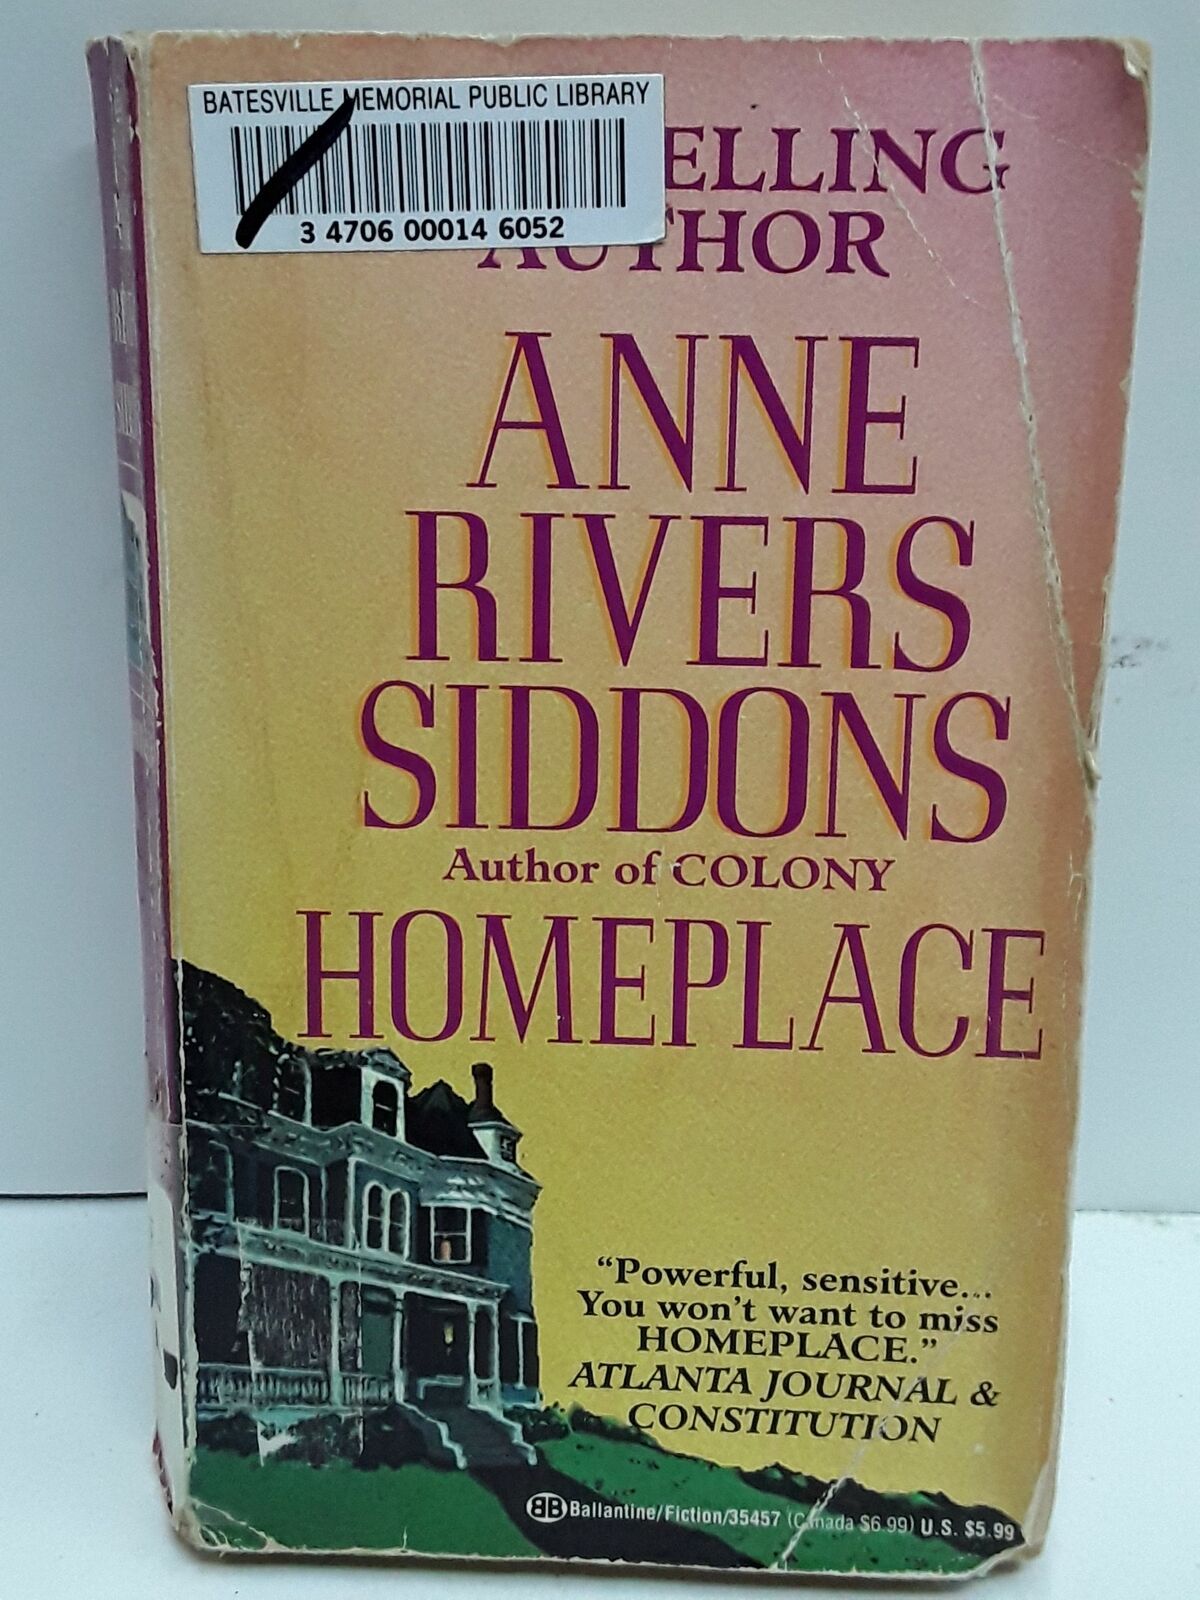 BATESVILLE MEMORIAL PUBLIC LIBRARY
3 4706 00014 6052
ELLING
AUTHOR
ANNE
RIVERS
SIDDONS
Author of COLONY
HOMEPLACE
“Powerful, sensitive...
You won't want to miss
HOMEPLACE.”
ATLANTA JOURNAL &
CONSTITUTION
BB Ballantine/Fiction/35457 (Canada $6.99) U.S. $5.99